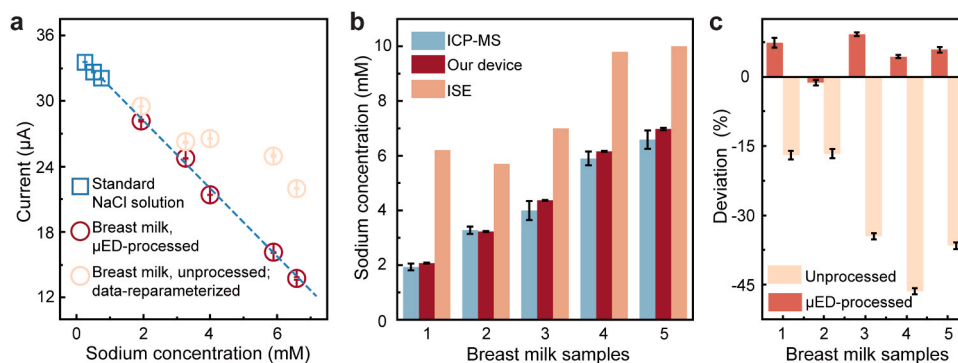 a
36
30
24
18
12
Current (μA)
Standard
NaCl solution
Breast milk,
μED-processed
Breast milk, unprocessed;
data-reparameterized
0
2
4
6
Sodium concentration (mM)
b
10
8
6
4
2
0
Sodium concentration (mM)
ICP-MS
Our device
ISE
1
2
3
4
5
Breast milk samples
c
0
-15
-30
-45
Deviation (%)
Unprocessed
μED-processed
1
2
3
4
5
Breast milk samples